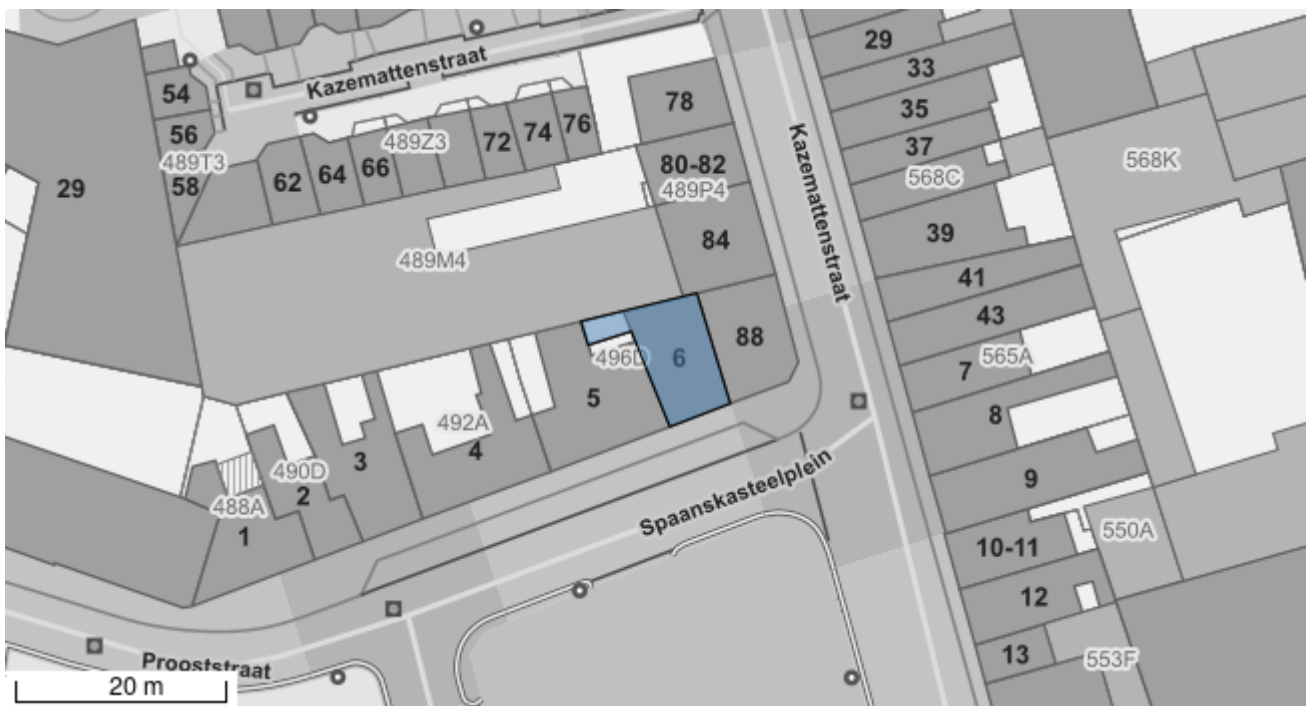 29
33
35
37
568C
39
41
43
565A
7
8
9
10-11
12
13
568K
550A
553F
Kazemattenstraat
54
56
489T3
58
29
62
64
66
489Z3
72
74
76
78
80-82
489P4
84
88
Kazemattenstraat
489M4
496D
6
5
492A
4
3
490D
2
488A
1
Spaanskasteelplein
Prooststraat
20 m